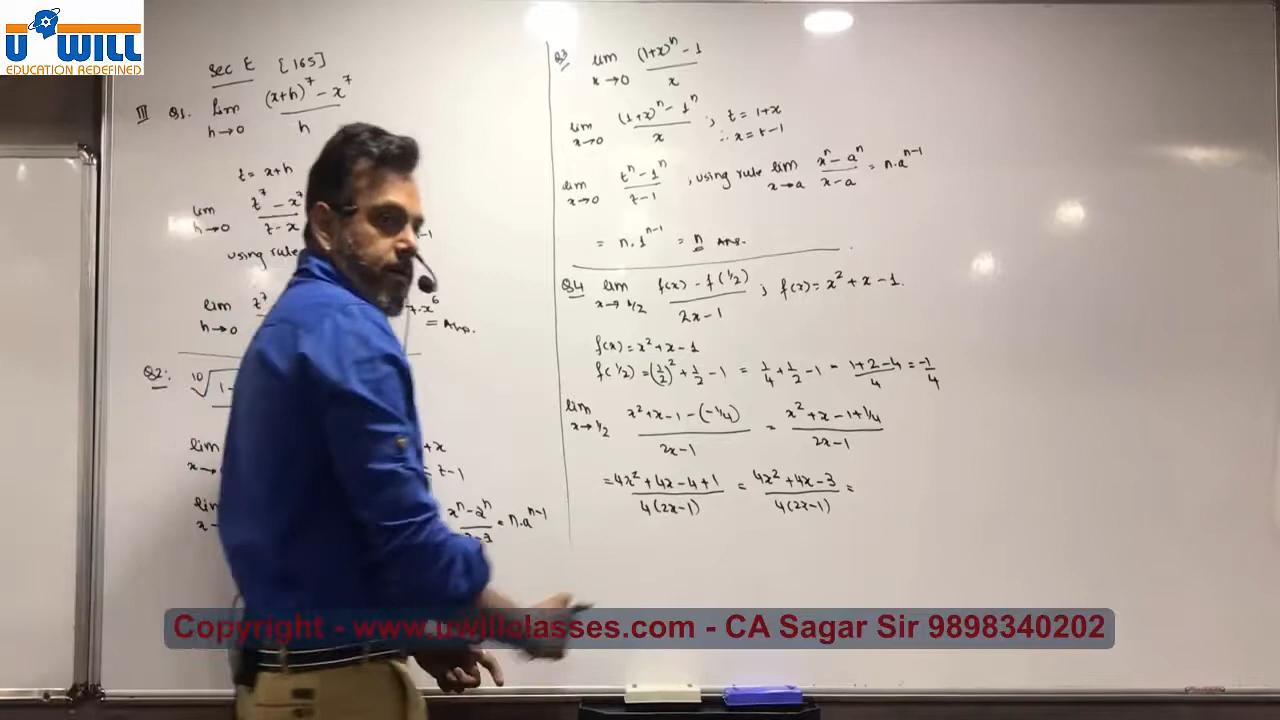 U WILL
EDUCATION REDEFINED
Sec E [165]
III Q1. lim h→0 (x+h)^7 - x^7 / h
t = x+h
lim h→0 t^7 - x^7 / t-x
using rule
lim h→0 t^7 7·x^6
= Ans.
Q2: 10√1
lim x→ +x
= t-1
lim x- x^n - a^n = n·a^n-1
Q3 lim x→0 (1+x)^n - 1 / x
lim x→0 (1+x)^n - 1^n / x ; t = 1+x
∴ x = t-1
lim x→0 t^n - 1^n / t-1 , using rule lim x→a x^n - a^n / x-a = n·a^n-1
= n·1^n-1 = n Ans.
Q4 lim x→1/2 f(x) - f(1/2) / 2x-1 ; f(x) = x^2 + x - 1.
f(x) = x^2 + x - 1
f(1/2) = (1/2)^2 + 1/2 - 1 = 1/4 + 1/2 - 1 = 1+2-4 / 4 = -1/4
lim x→1/2 x^2+x-1-(-1/4) / 2x-1 = x^2+x-1+1/4 / 2x-1
= 4x^2+4x-4+1 / 4(2x-1) = 4x^2+4x-3 / 4(2x-1) =
Copyright - www.uwillclasses.com - CA Sagar Sir 9898340202